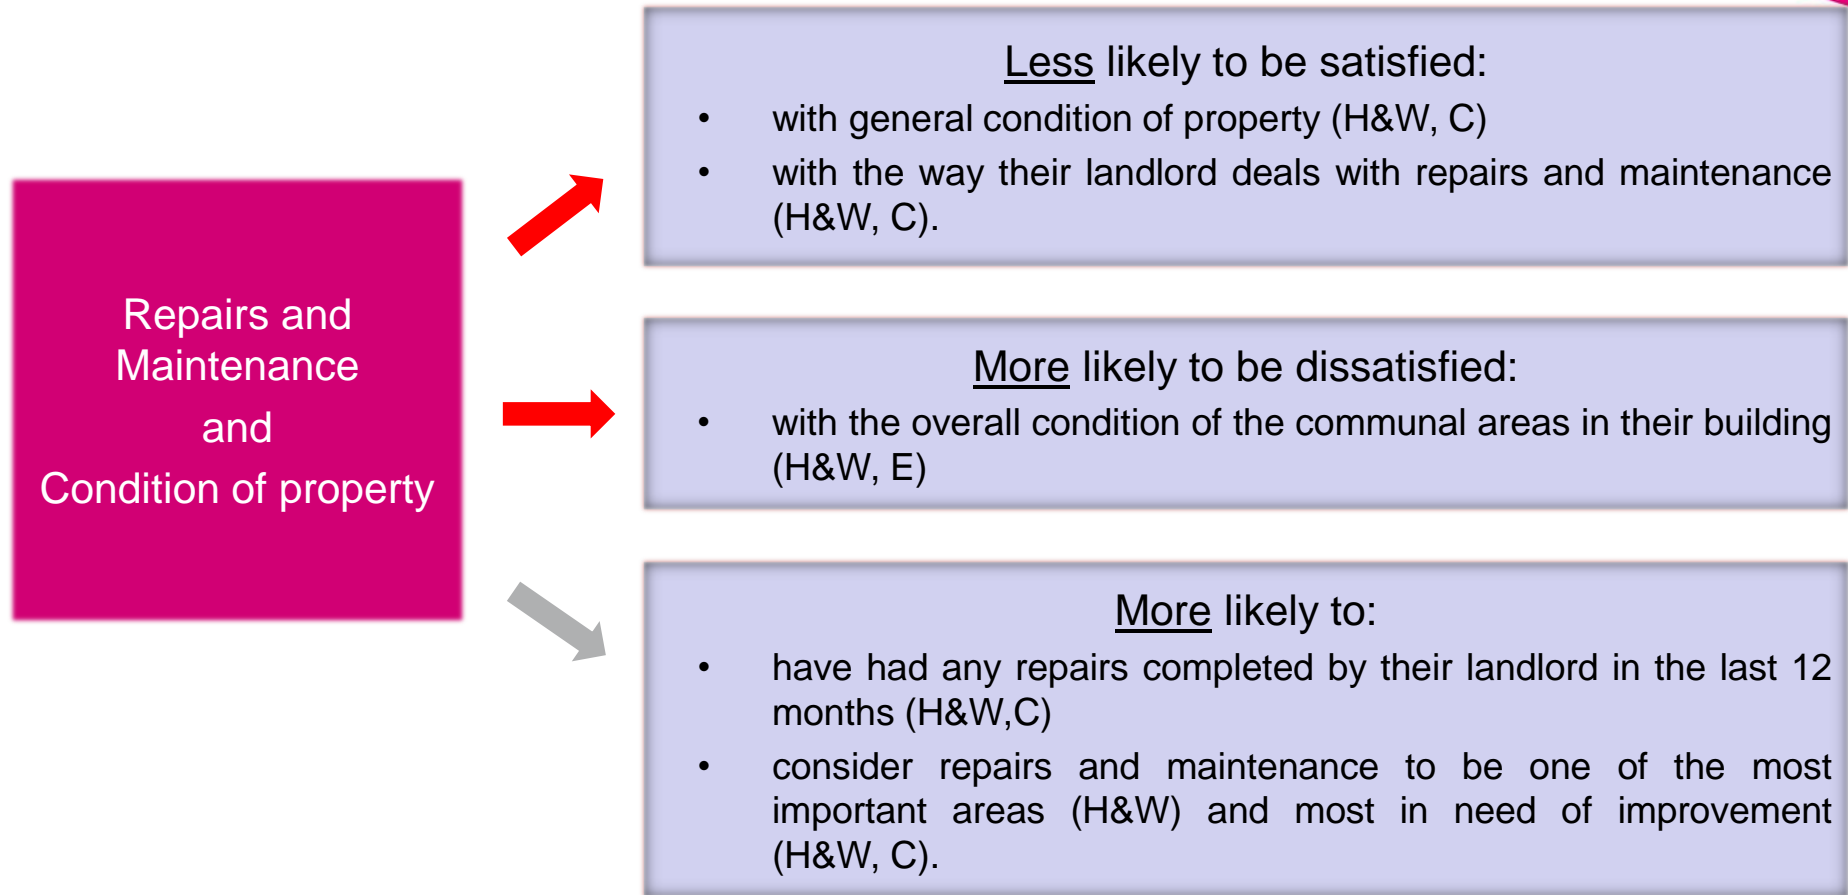 Repairs and
Maintenance
and
Condition of property
Less likely to be satisfied:
• with general condition of property (H&W, C)
• with the way their landlord deals with repairs and maintenance
(H&W, C).
More likely to be dissatisfied:
• with the overall condition of the communal areas in their building
(H&W, E)
More likely to:
• have had any repairs completed by their landlord in the last 12
months (H&W,C)
• consider repairs and maintenance to be one of the most
important areas (H&W) and most in need of improvement
(H&W, C).